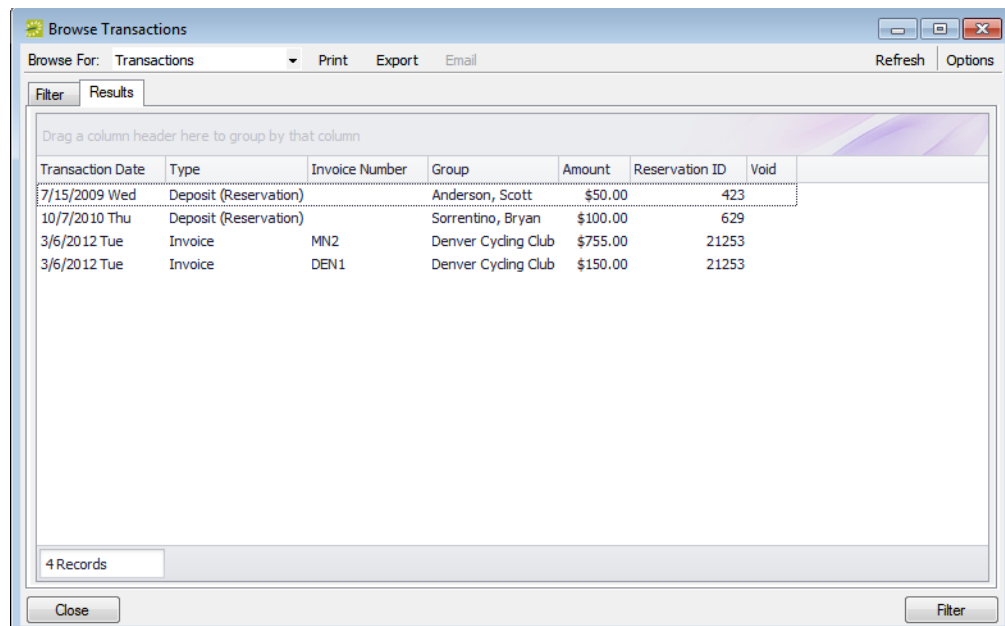 Browse Transactions
Browse For: Transactions Print Export Email Refresh Options
Filter Results
Drag a column header here to group by that column
Transaction Date Type Invoice Number Group Amount Reservation ID Void
7/15/2009 Wed Deposit (Reservation) Anderson, Scott $50.00 423
10/7/2010 Thu Deposit (Reservation) Sorrentino, Bryan $100.00 629
3/6/2012 Tue Invoice MN2 Denver Cycling Club $755.00 21253
3/6/2012 Tue Invoice DEN1 Denver Cycling Club $150.00 21253
4 Records
Close Filter